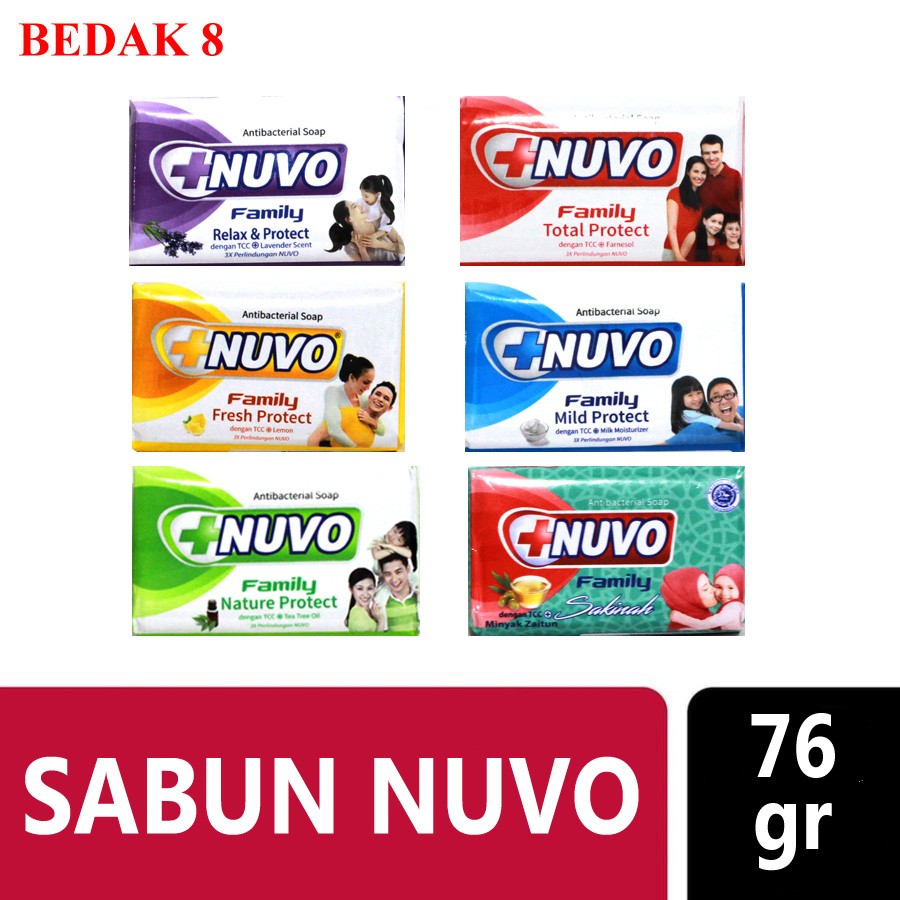 BEDAK 8
Antibacterial Soap
NUVO
Family
Relax & Protect
dengan TCC + Lavender Scent
3X Perlindungan NUVO
Antibacterial Soap
NUVO
Family
Total Protect
dengan TCC + Farnesol
3X Perlindungan NUVO
Antibacterial Soap
NUVO
Family
Fresh Protect
dengan TCC + Lemon
3X Perlindungan NUVO
Antibacterial Soap
NUVO
Family
Mild Protect
dengan TCC + Milk Moisturizer
3X Perlindungan NUVO
Antibacterial Soap
NUVO
Family
Nature Protect
dengan TCC + Tea Tree Oil
3X Perlindungan NUVO
Antibacterial Soap
NUVO
Family
Sakinah
dengan TCC +
Minyak Zaitun
SABUN NUVO
76
gr